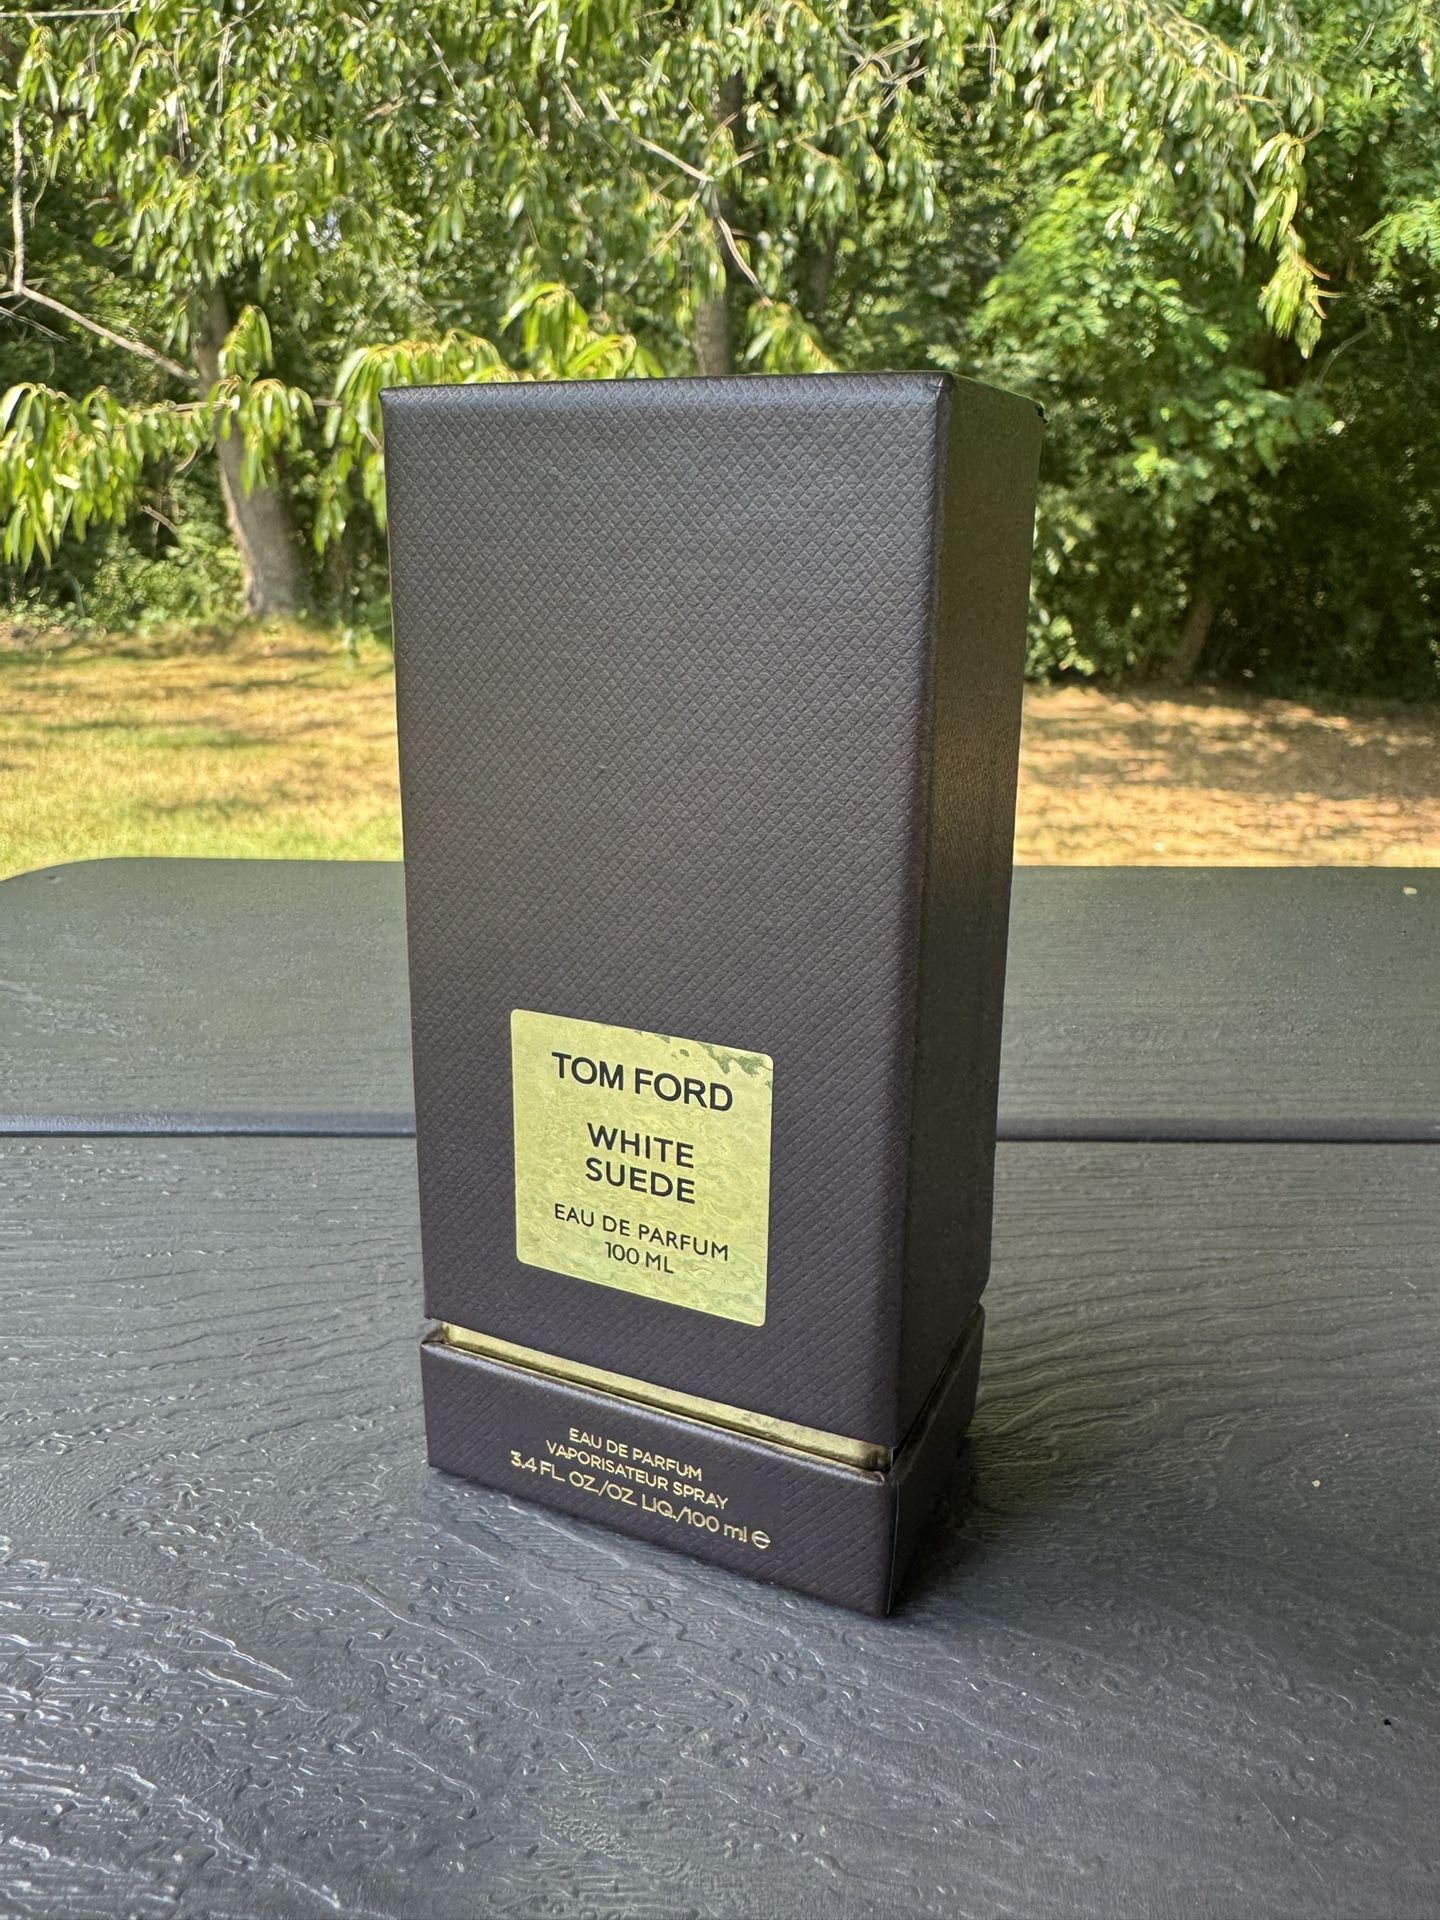 TOM FORD
WHITE
SUEDE
EAU DE PARFUM
100 ML
EAU DE PARFUM
VAPORISATEUR SPRAY
3.4 FL. OZ./OZ. LIQ./100 ml ℮